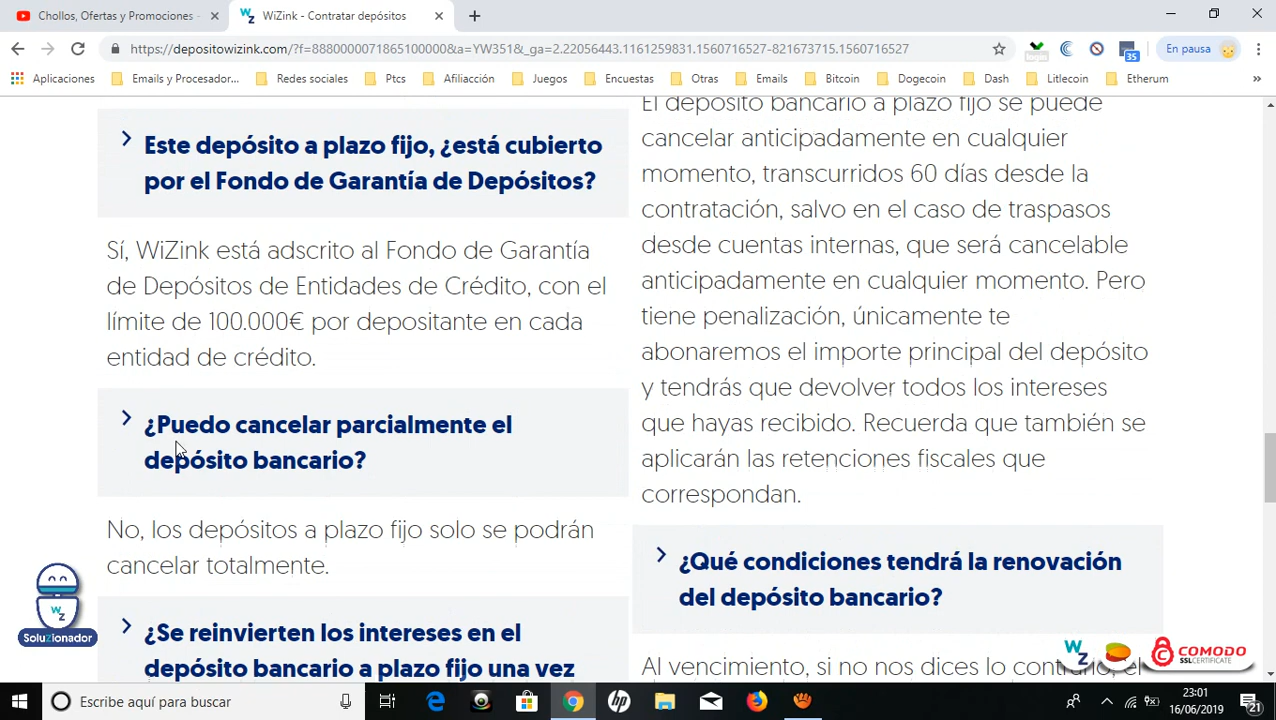 Chollos, Ofertas y Promociones -
WiZink - Contratar depósitos
https://depositowizink.com/?f=8880000071865100000&a=YW351&_ga=2.22056443.1161259831.1560716527-821673715.1560716527
35
En pausa
Aplicaciones
Emails y Procesador...
Redes sociales
Ptcs
Afiliacción
Juegos
Encuestas
Otras
Emails
Bitcoin
Dogecoin
Dash
Litlecoin
Etherum
»
Este depósito a plazo fijo, ¿está cubierto
por el Fondo de Garantía de Depósitos?
Sí, WiZink está adscrito al Fondo de Garantía
de Depósitos de Entidades de Crédito, con el
límite de 100.000€ por depositante en cada
entidad de crédito.
¿Puedo cancelar parcialmente el
depósito bancario?
No, los depósitos a plazo fijo solo se podrán
cancelar totalmente.
¿Se reinvierten los intereses en el
depósito bancario a plazo fijo una vez
El depósito bancario a plazo fijo se puede
cancelar anticipadamente en cualquier
momento, transcurridos 60 días desde la
contratación, salvo en el caso de traspasos
desde cuentas internas, que será cancelable
anticipadamente en cualquier momento. Pero
tiene penalización, únicamente te
abonaremos el importe principal del depósito
y tendrás que devolver todos los intereses
que hayas recibido. Recuerda que también se
aplicarán las retenciones fiscales que
correspondan.
¿Qué condiciones tendrá la renovación
del depósito bancario?
Al vencimiento, si no nos dices lo contrario, el
WZ
SoluZionador
WZ
COMODO
SSL CERTIFICATE
Escribe aquí para buscar
hp
23:01
16/06/2019
21